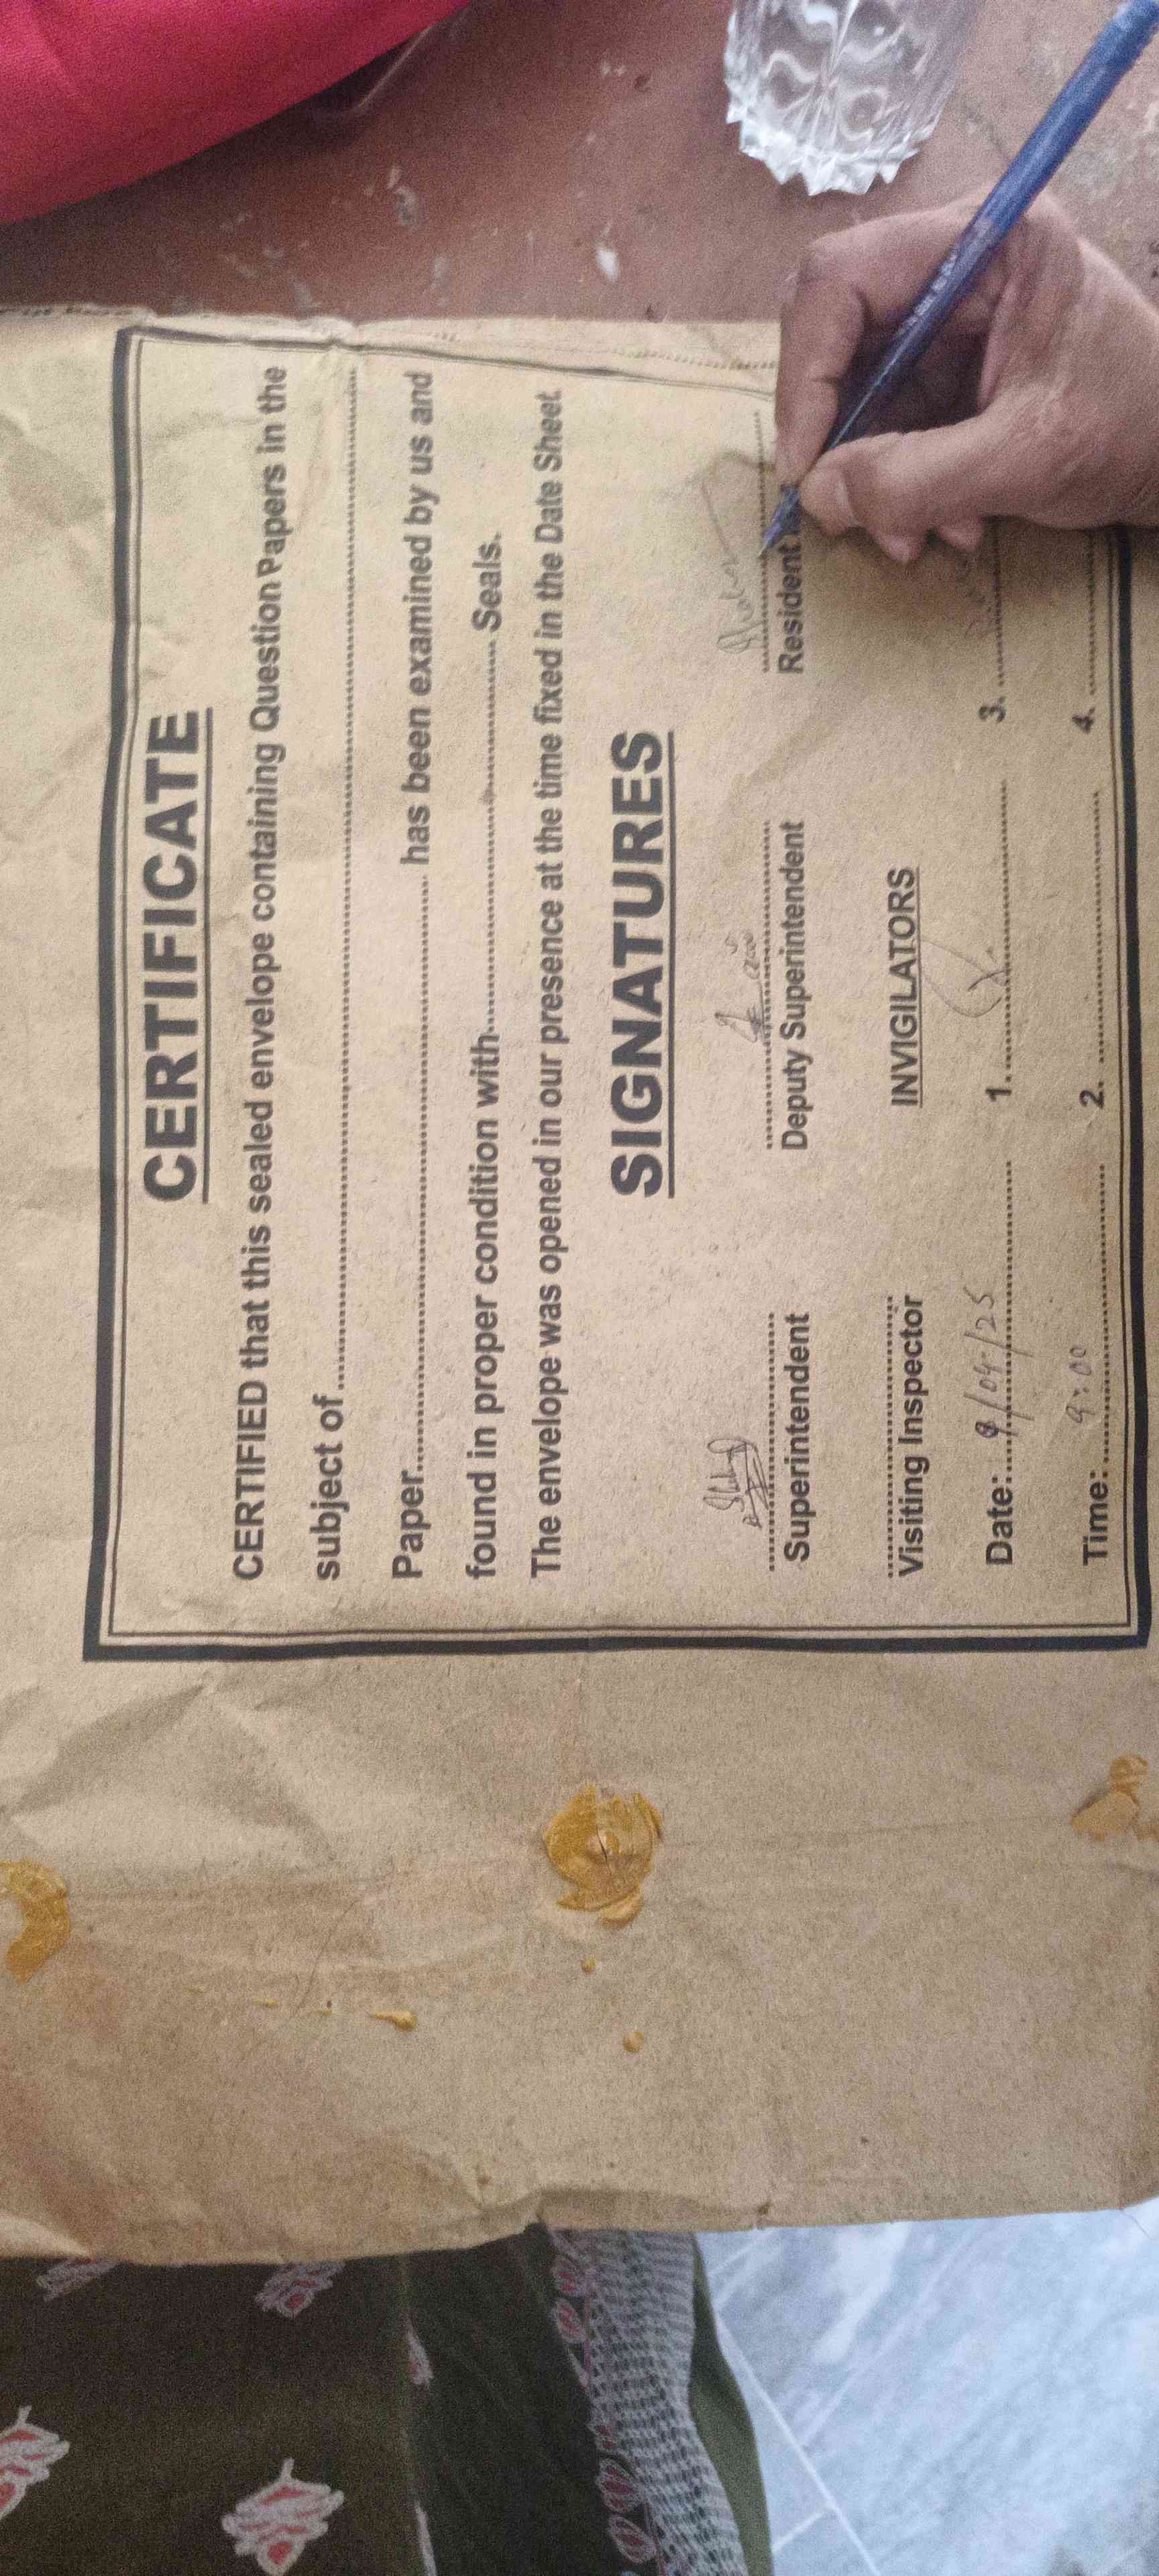 CERTIFICATE
CERTIFIED that this sealed envelope containing Question Papers in the
subject of
Paper has been examined by us and
found in proper condition with Seals.
The envelope was opened in our presence at the time fixed in the Date Sheet
SIGNATURES
Superintendent Deputy Superintendent Resident
Visiting Inspector INVIGILATORS
Date: 9/04/25 1. 3.
Time: 9:00 2. 4.